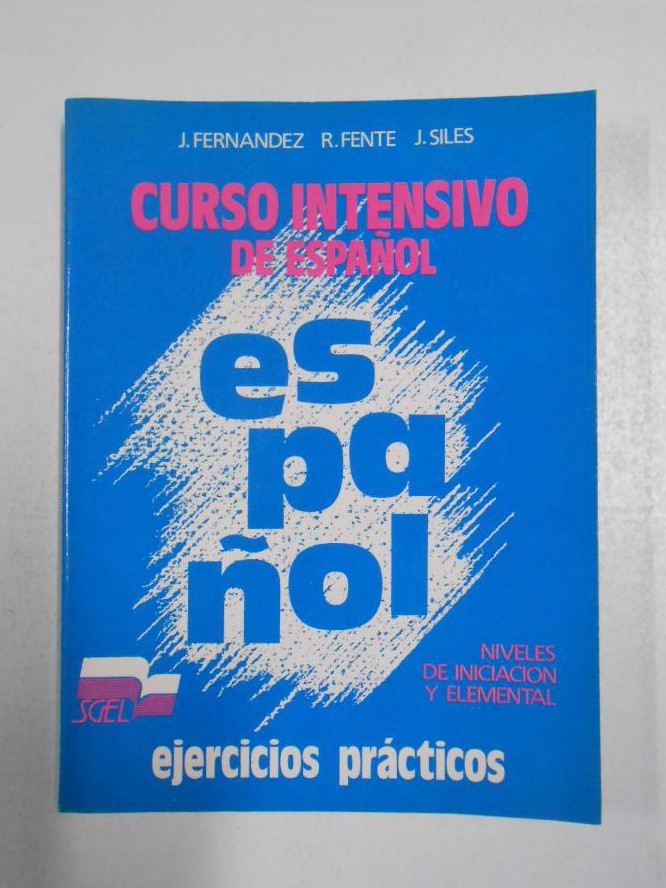 J. FERNANDEZ R. FENTE J. SILES
CURSO INTENSIVO
DE ESPAÑOL
es
pa
ñol
NIVELES
DE INICIACION
Y ELEMENTAL
SGEL
ejercicios prácticos